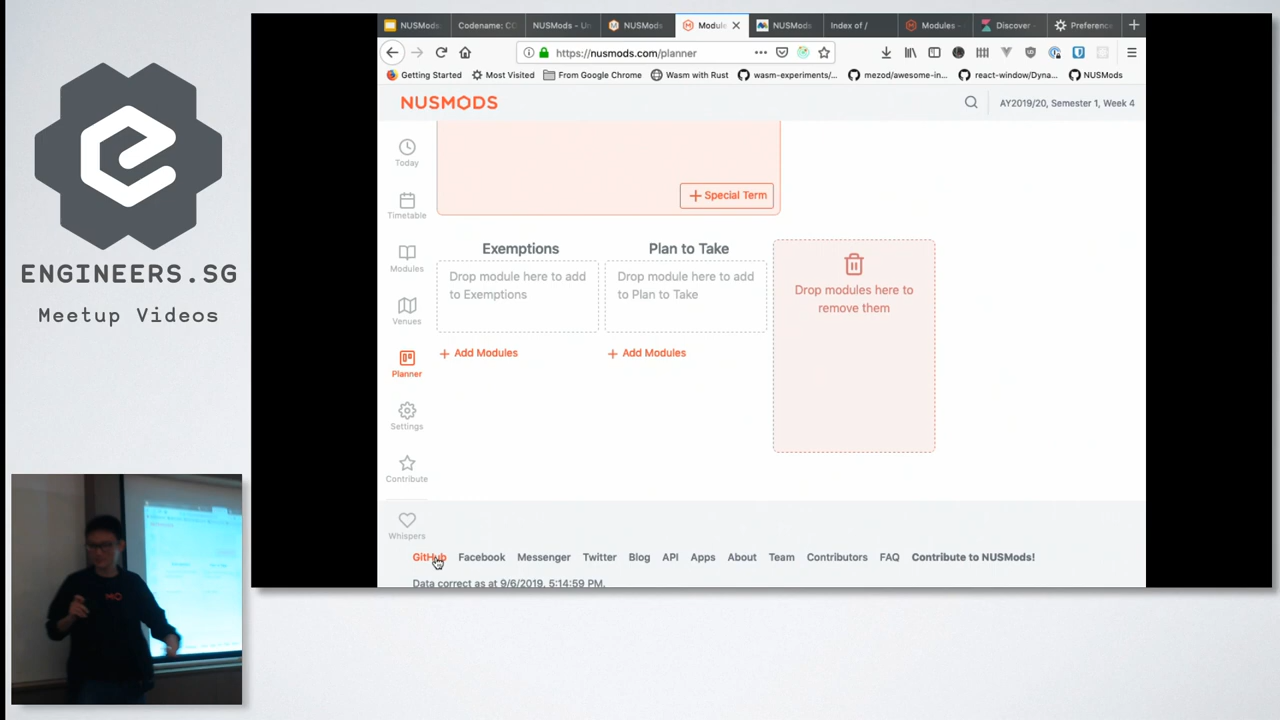 ENGINEERS.SG
Meetup Videos
NUSMods
Codename: CC
NUSMods - Un
NUSMods
Module
NUSMods
Index of /
Modules
Discover
Preference
https://nusmods.com/planner
Getting Started
Most Visited
From Google Chrome
Wasm with Rust
wasm-experiments/...
mezod/awesome-in...
react-window/Dyna...
NUSMods
NUSMODS
AY2019/20, Semester 1, Week 4
Today
Timetable
Modules
Venues
Planner
Settings
Contribute
Whispers
+ Special Term
Exemptions
Drop module here to add
to Exemptions
+ Add Modules
Plan to Take
Drop module here to add
to Plan to Take
+ Add Modules
Drop modules here to
remove them
GitHub Facebook Messenger Twitter Blog API Apps About Team Contributors FAQ Contribute to NUSMods!
Data correct as at 9/6/2019, 5:14:59 PM.